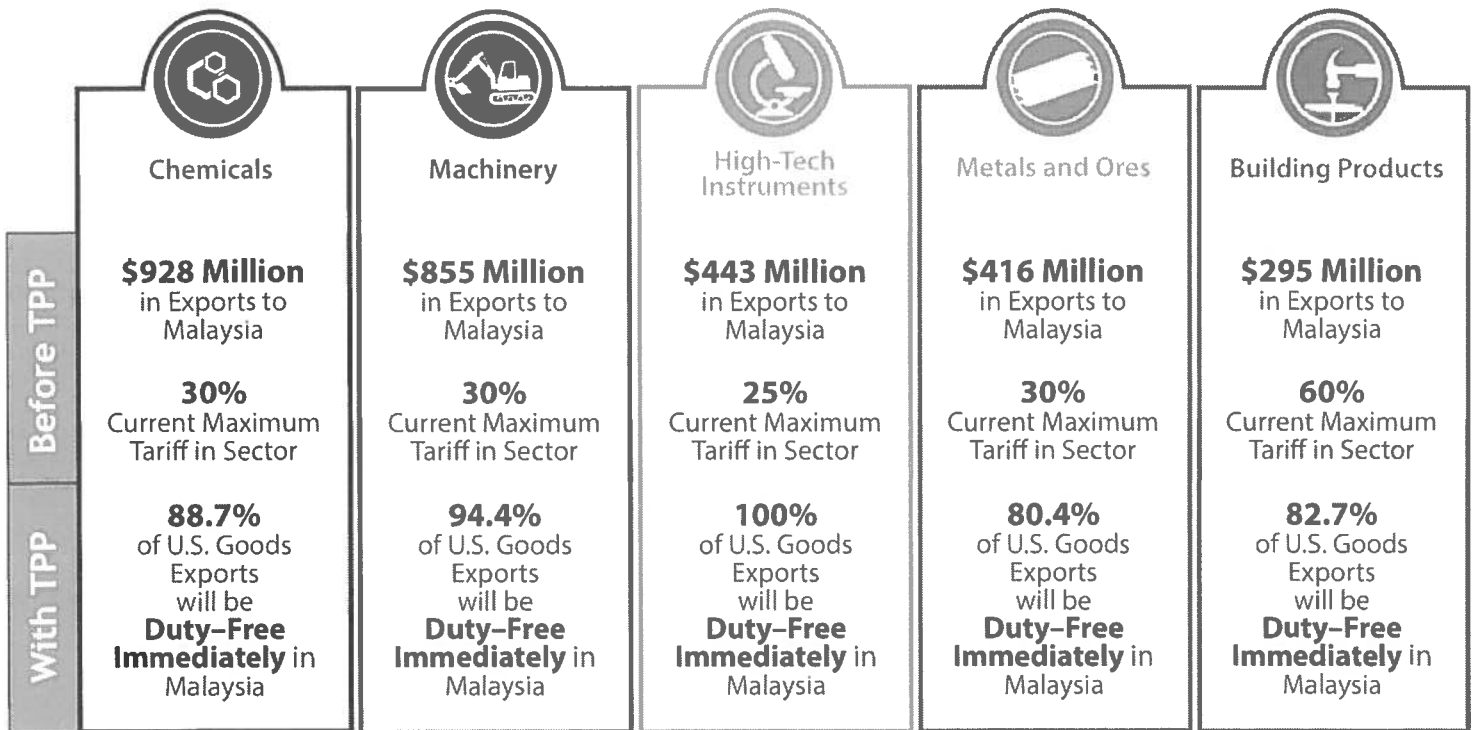 Chemicals
Machinery
High-Tech
Instruments
Metals and Ores
Building Products
Before TPP
$928 Million
in Exports to
Malaysia
$855 Million
in Exports to
Malaysia
$443 Million
in Exports to
Malaysia
$416 Million
in Exports to
Malaysia
$295 Million
in Exports to
Malaysia
30%
Current Maximum
Tariff in Sector
30%
Current Maximum
Tariff in Sector
25%
Current Maximum
Tariff in Sector
30%
Current Maximum
Tariff in Sector
60%
Current Maximum
Tariff in Sector
With TPP
88.7%
of U.S. Goods
Exports
will be
Duty–Free
Immediately in
Malaysia
94.4%
of U.S. Goods
Exports
will be
Duty–Free
Immediately in
Malaysia
100%
of U.S. Goods
Exports
will be
Duty–Free
Immediately in
Malaysia
80.4%
of U.S. Goods
Exports
will be
Duty–Free
Immediately in
Malaysia
82.7%
of U.S. Goods
Exports
will be
Duty–Free
Immediately in
Malaysia